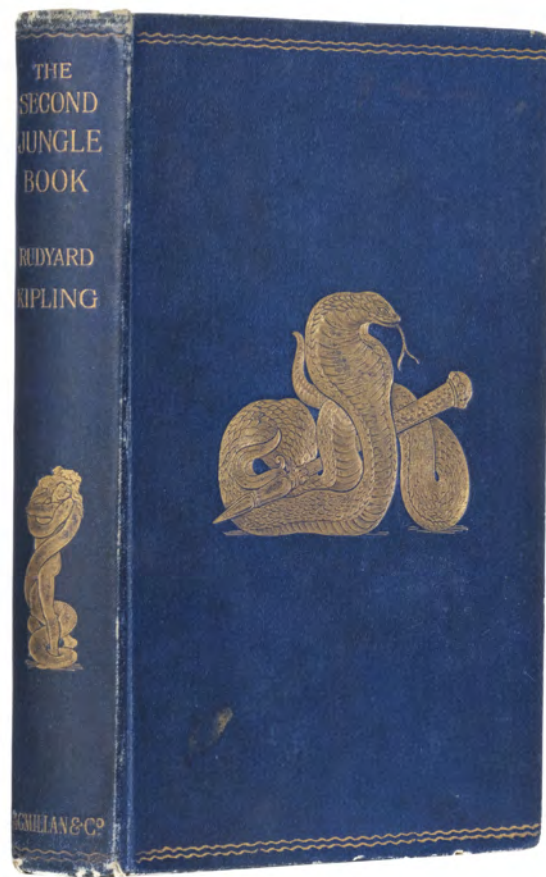 THE
SECOND
JUNGLE
BOOK
RUDYARD
KIPLING
MACMILLAN & Cº